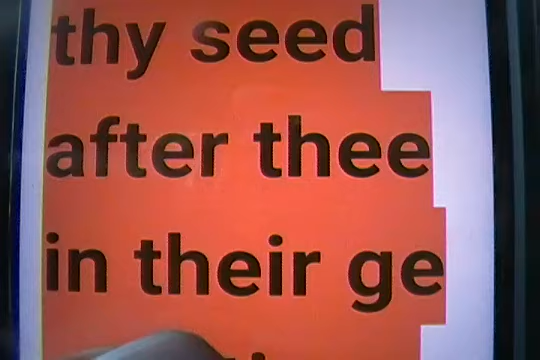 thy seed
after thee
in their ge